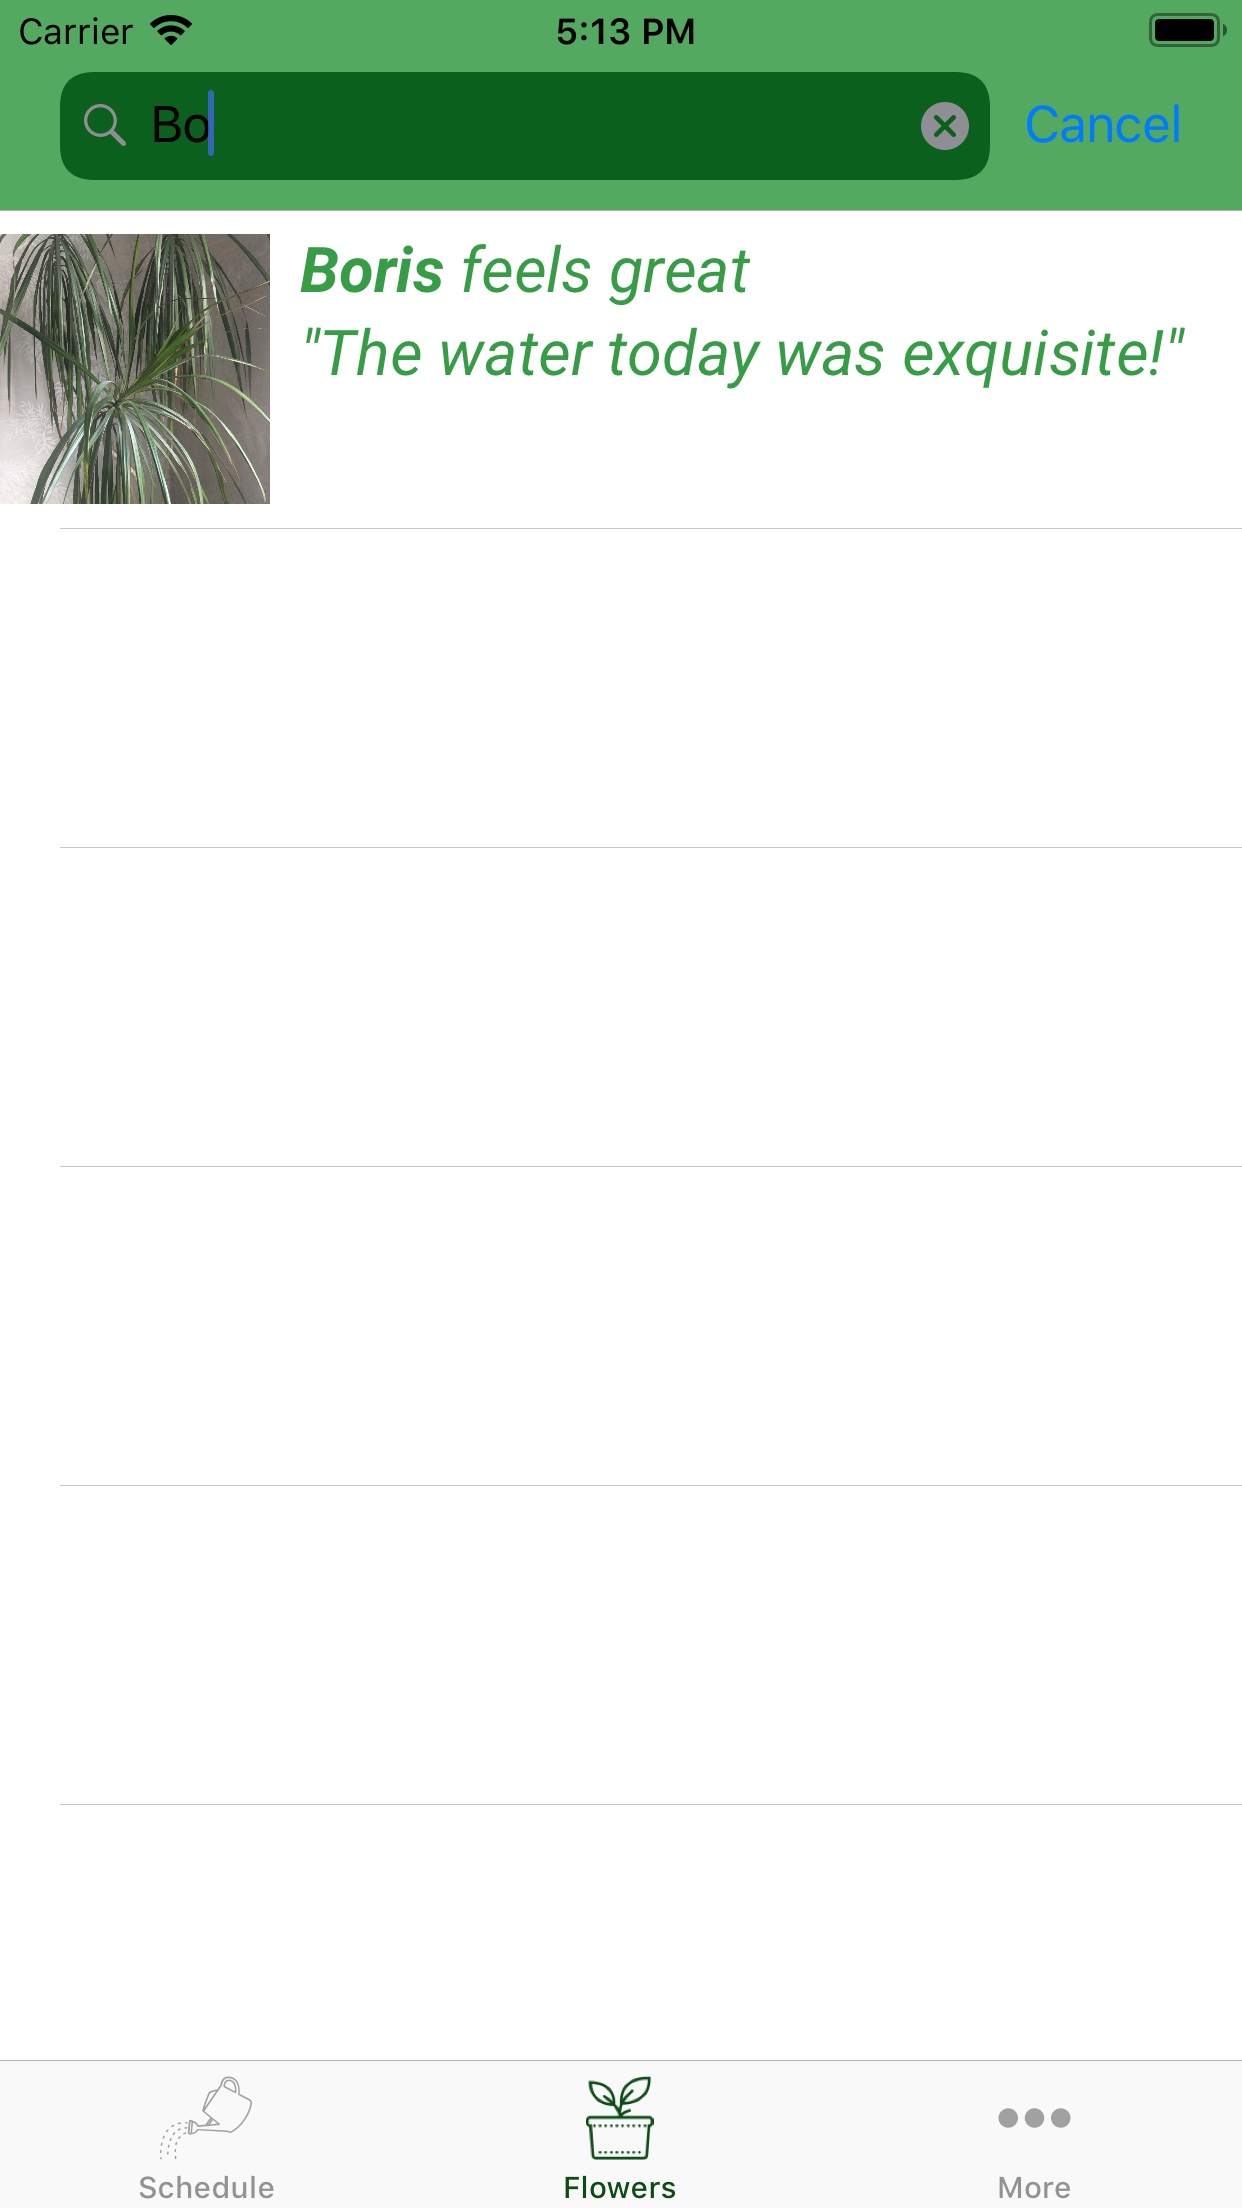 Carrier 5:13 PM
Bo Cancel
Boris feels great
"The water today was exquisite!"
Schedule Flowers More